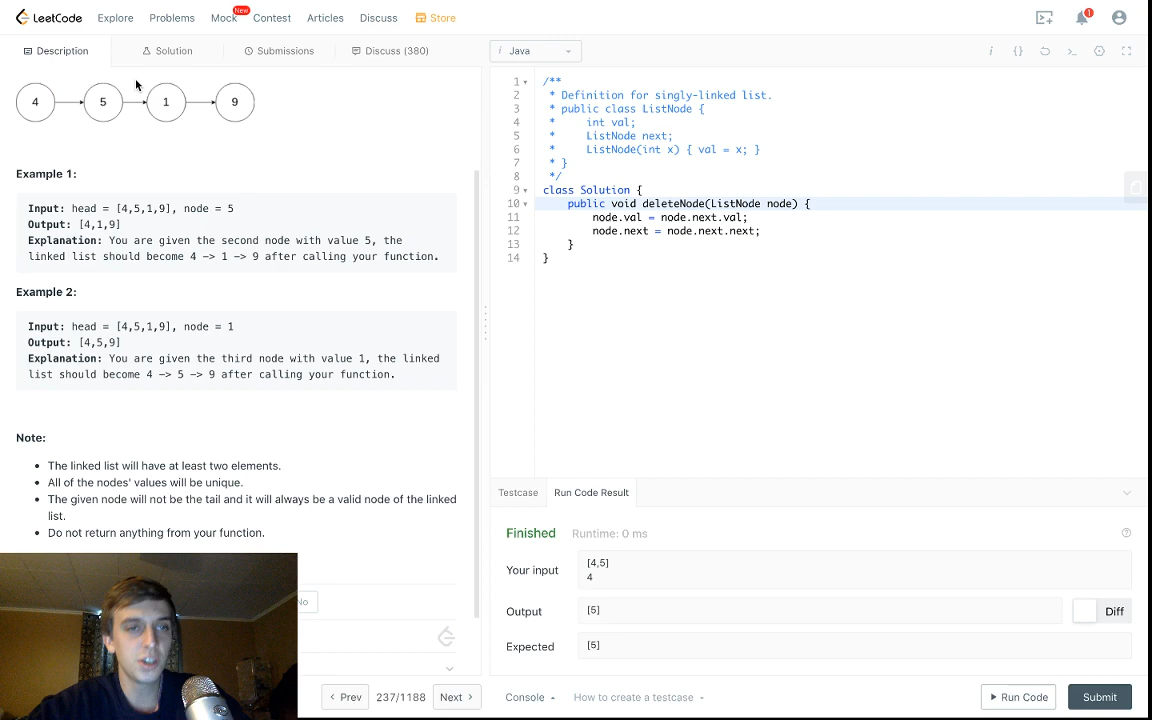 LeetCode Explore Problems Mock New Contest Articles Discuss Store 1
Description Solution Submissions Discuss (380)
i Java
4 5 1 9
Example 1:
Input: head = [4,5,1,9], node = 5
Output: [4,1,9]
Explanation: You are given the second node with value 5, the
linked list should become 4 -> 1 -> 9 after calling your function.
Example 2:
Input: head = [4,5,1,9], node = 1
Output: [4,5,9]
Explanation: You are given the third node with value 1, the linked
list should become 4 -> 5 -> 9 after calling your function.
Note:
The linked list will have at least two elements.
All of the nodes' values will be unique.
The given node will not be the tail and it will always be a valid node of the linked
list.
Do not return anything from your function.
No
Prev 237/1188 Next
1 /**
2 * Definition for singly-linked list.
3 * public class ListNode {
4 * int val;
5 * ListNode next;
6 * ListNode(int x) { val = x; }
7 * }
8 */
9 class Solution {
10 public void deleteNode(ListNode node) {
11 node.val = node.next.val;
12 node.next = node.next.next;
13 }
14 }
Testcase Run Code Result
Finished Runtime: 0 ms
Your input
[4,5]
4
Output [5] Diff
Expected [5]
Console How to create a testcase Run Code Submit